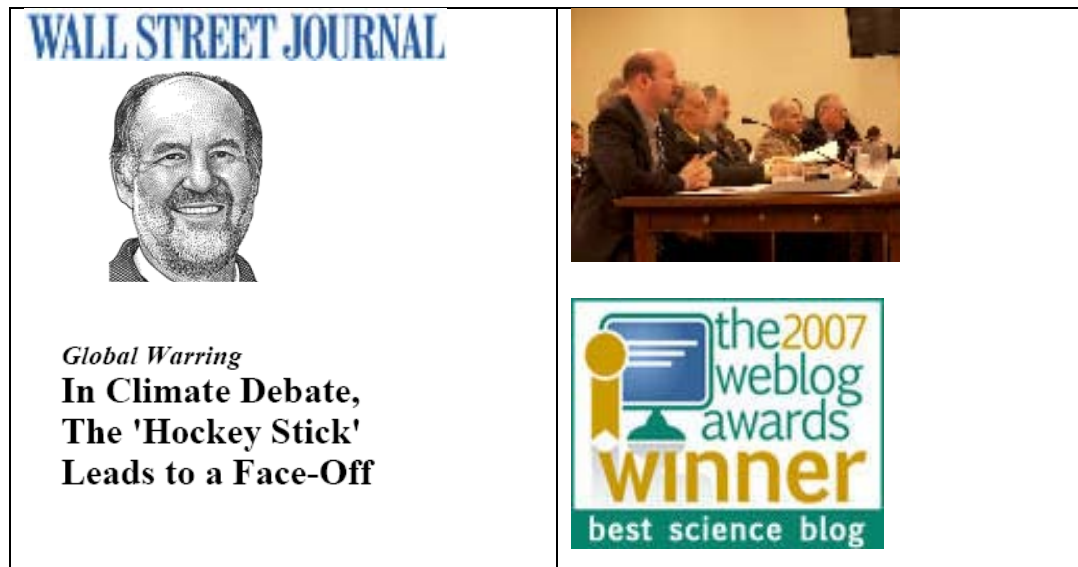 WALL STREET JOURNAL
Global Warring
In Climate Debate,
The 'Hockey Stick'
Leads to a Face-Off
the2007
weblog
awards
winner
best science blog